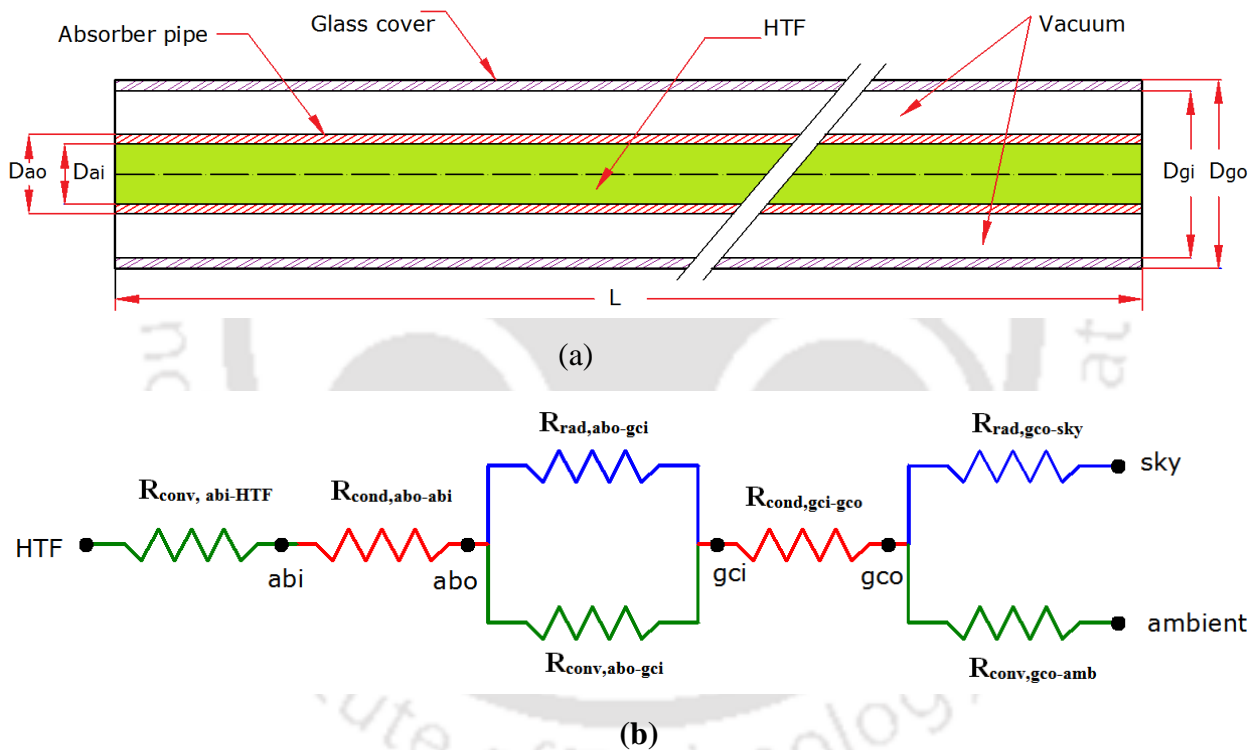 Absorber pipe
Glass cover
HTF
Vacuum
Dao
Dai
Dgi
Dgo
L
(a)
Rrad,abo-gci
Rrad,gco-sky
sky
Rconv, abi-HTF
Rcond,abo-abi
Rcond,gci-gco
HTF
abi
abo
gci
gco
ambient
Rconv,abo-gci
Rconv,gco-amb
(b)